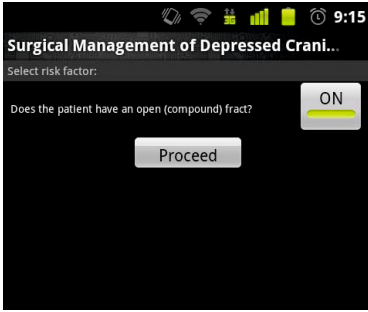 3G 9:15
Surgical Management of Depressed Crani...
Select risk factor:
Does the patient have an open (compound) fract?
ON
Proceed